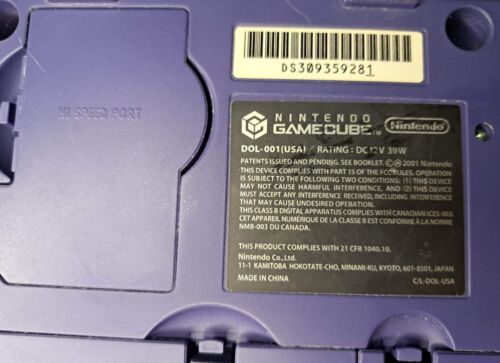 DS309359281
HI SPEED PORT
NINTENDO
GAMECUBE™ Nintendo
DOL-001(USA) RATING : DC12V 39W
PATENTS ISSUED AND PENDING. SEE BOOKLET. ©Ⓜ 2001 Nintendo
THIS DEVICE COMPLIES WITH PART 15 OF THE FCC RULES. OPERATION
IS SUBJECT TO THE FOLLOWING TWO CONDITIONS: (1) THIS DEVICE
MAY NOT CAUSE HARMFUL INTERFERENCE, AND (2) THIS DEVICE
MUST ACCEPT ANY INTERFERENCE RECEIVED, INCLUDING INTERFERENCE
THAT MAY CAUSE UNDESIRED OPERATION.
THIS CLASS B DIGITAL APPARATUS COMPLIES WITH CANADIAN ICES-003.
CET APPAREIL NUMÉRIQUE DE LA CLASSE B EST CONFORME A LA NORME
NMB-003 DU CANADA.
THIS PRODUCT COMPLIES WITH 21 CFR 1040.10.
Nintendo Co.,Ltd.
11-1 KAMITOBA HOKOTATE-CHO, MINAMI-KU, KYOTO, 601-8501, JAPAN
MADE IN CHINA C/L-DOL-USA